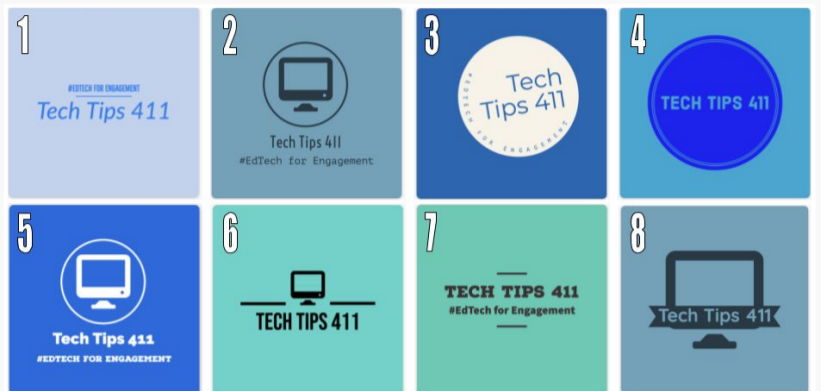 1
#EDTECH FOR ENGAGEMENT
Tech Tips 411
2
Tech Tips 411
#EdTech for Engagement
3
Tech
Tips 411
#EDTECH FOR ENGAGEMENT
4
TECH TIPS 411
5
Tech Tips 411
#EDTECH FOR ENGAGEMENT
6
TECH TIPS 411
7
TECH TIPS 411
#EdTech for Engagement
8
Tech Tips 411